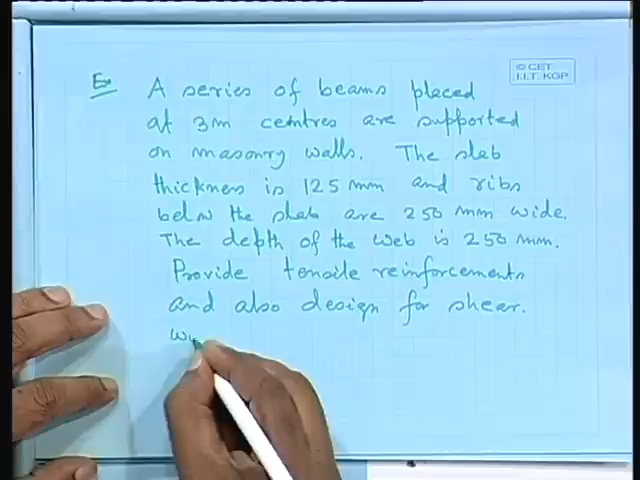 © CET
I.I.T. KGP
Ex A series of beams placed
at 3m centres are supported
on masonry walls. The slab
thickness is 125 mm and ribs
below the slab are 250 mm wide.
The depth of the web is 250 mm.
Provide tensile reinforcements
and also design for shear.